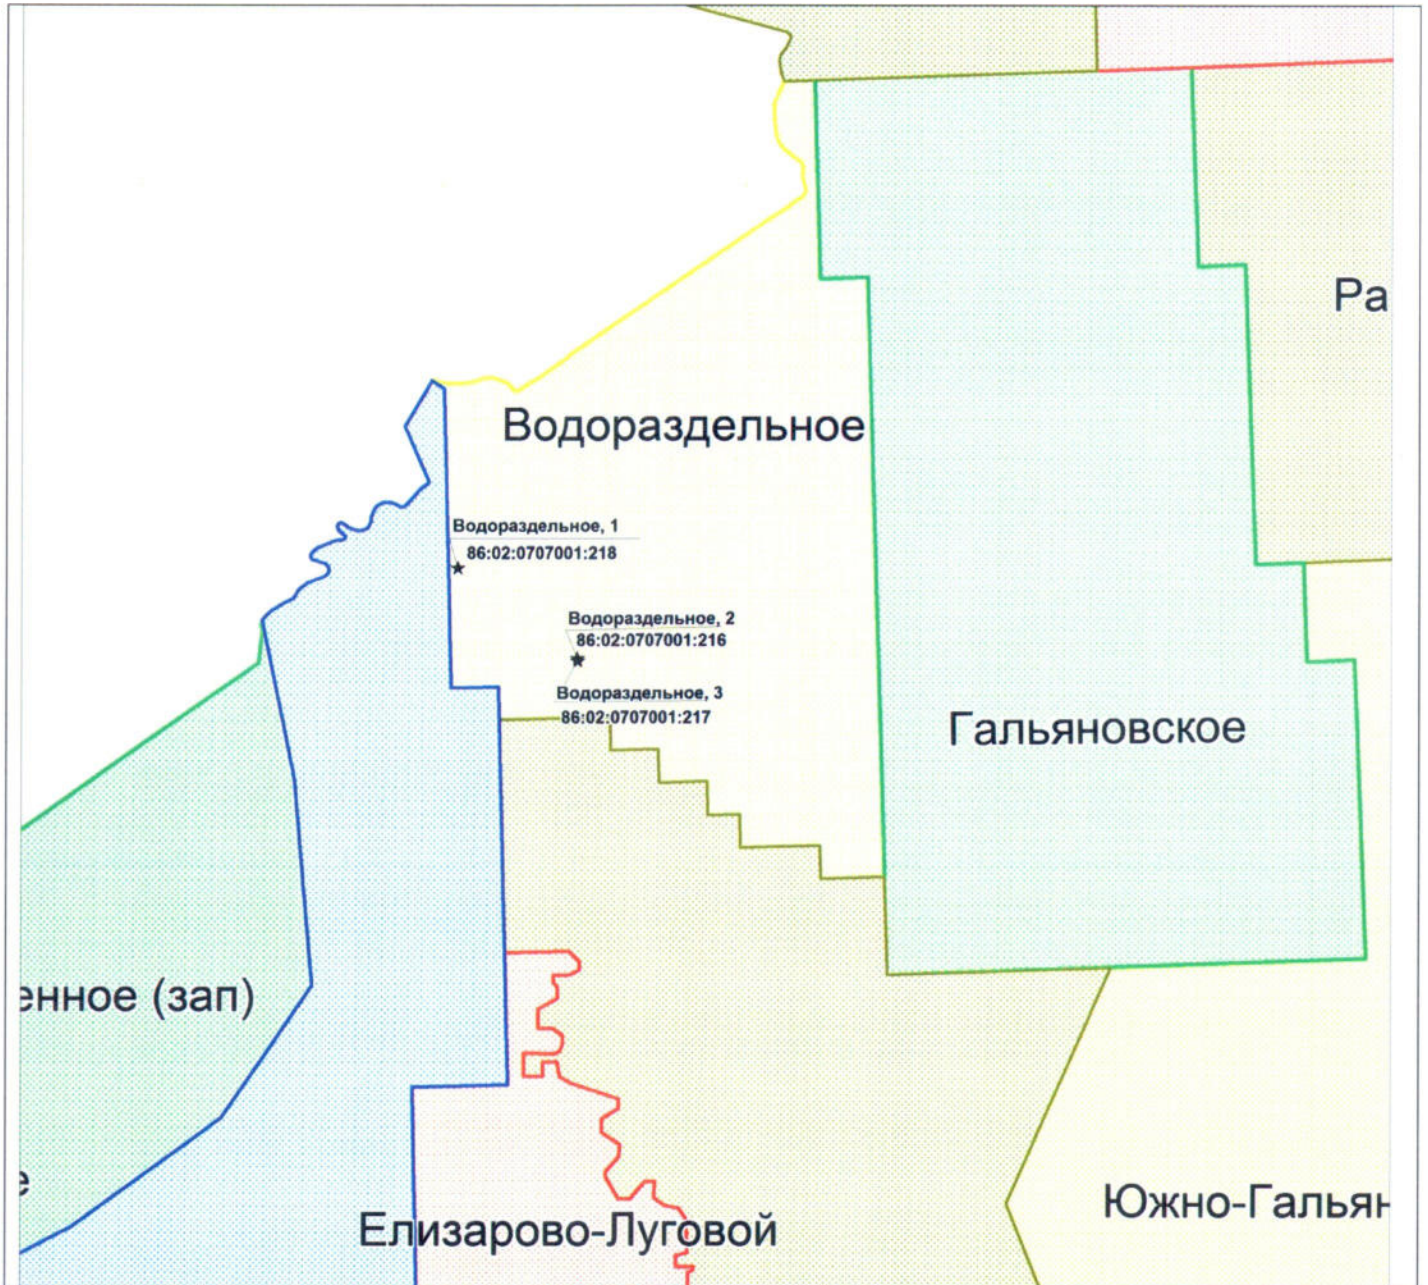 Ра
Водораздельное
Водораздельное, 1
86:02:0707001:218
Водораздельное, 2
86:02:0707001:216
Водораздельное, 3
86:02:0707001:217
Гальяновское
енное (зап)
е
Южно-Гальян
Елизарово-Луговой